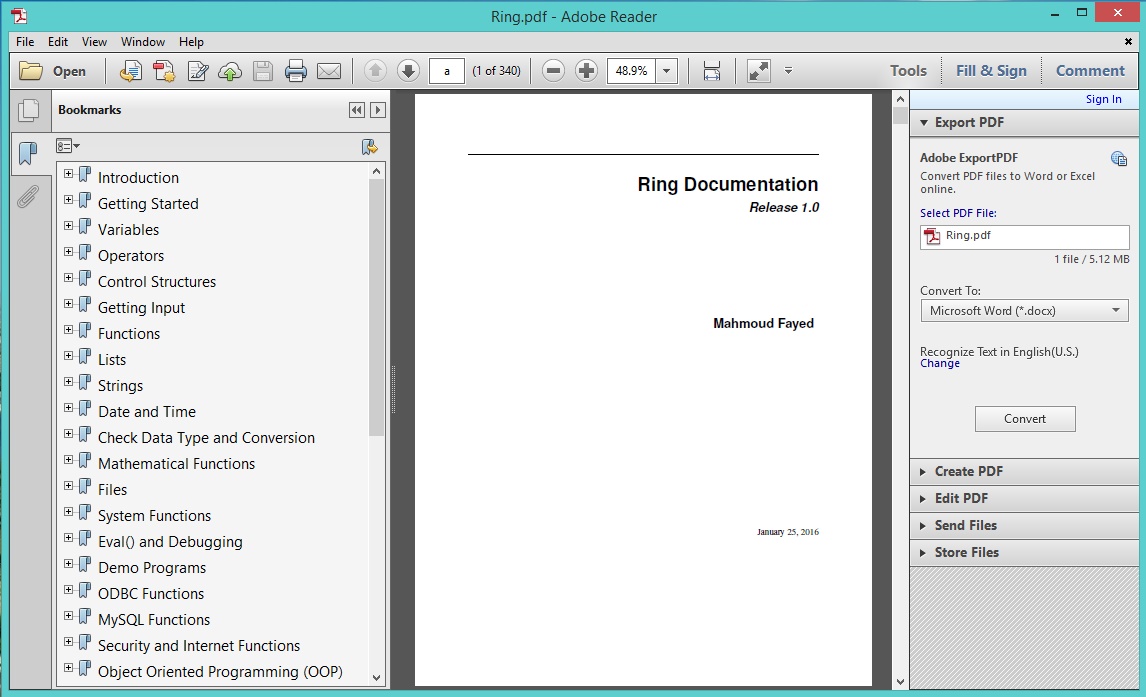 Ring.pdf - Adobe Reader
File Edit View Window Help
Open a (1 of 340) 48.9% Tools Fill & Sign Comment
Sign In
Bookmarks
Introduction
Getting Started
Variables
Operators
Control Structures
Getting Input
Functions
Lists
Strings
Date and Time
Check Data Type and Conversion
Mathematical Functions
Files
System Functions
Eval() and Debugging
Demo Programs
ODBC Functions
MySQL Functions
Security and Internet Functions
Object Oriented Programming (OOP)
Ring Documentation
Release 1.0
Mahmoud Fayed
January 25, 2016
Export PDF
Adobe ExportPDF
Convert PDF files to Word or Excel
online.
Select PDF File:
Ring.pdf
1 file / 5.12 MB
Convert To:
Microsoft Word (*.docx)
Recognize Text in English(U.S.)
Change
Convert
Create PDF
Edit PDF
Send Files
Store Files